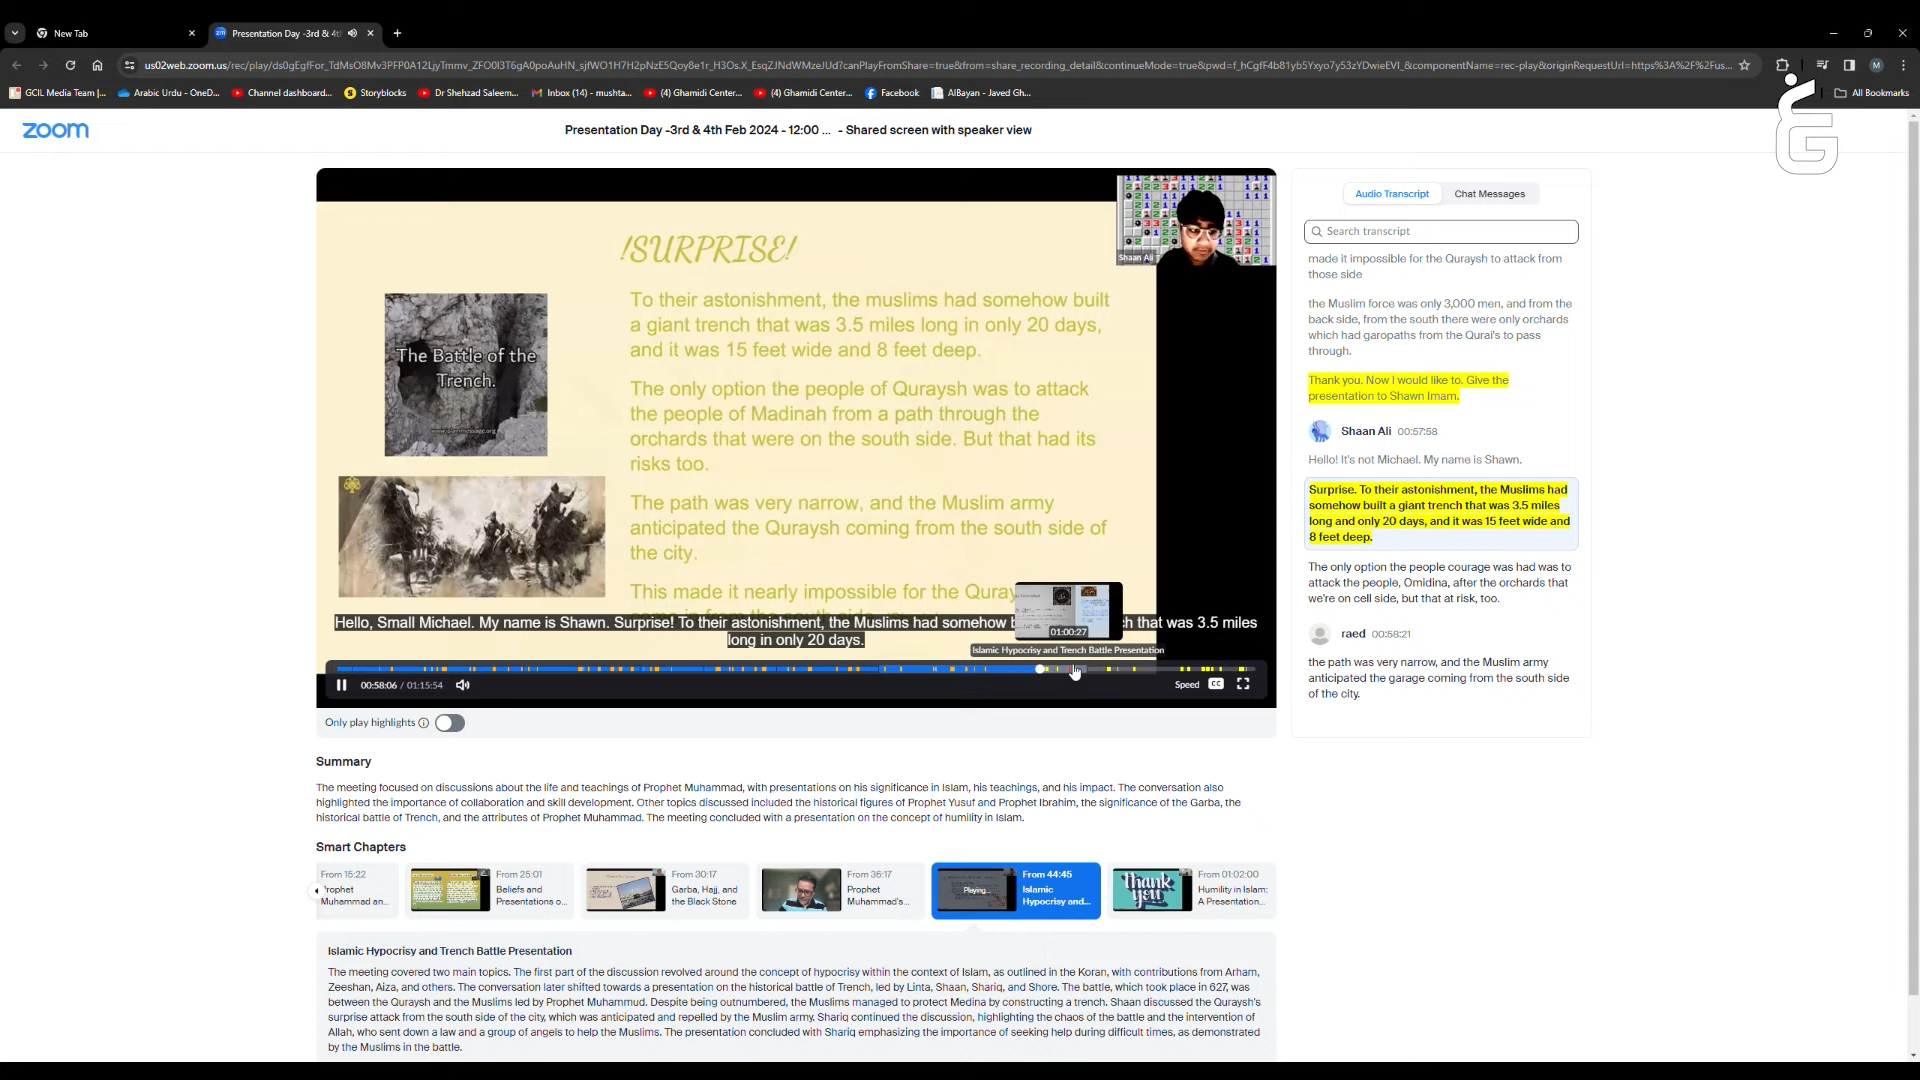 New Tab
Presentation Day -3rd & 4th
GCIL Media Team |...
Arabic Urdu - OneD...
Channel dashboard...
Storyblocks
Dr Shehzad Saleem...
Inbox (14) - mushta...
(4) Ghamidi Center...
(4) Ghamidi Center...
Facebook
AlBayan - Javed Gh...
All Bookmarks
zoom
Presentation Day -3rd & 4th Feb 2024 - 12:00 ... - Shared screen with speaker view
!SURPRISE!
The Battle of the
Trench.
To their astonishment, the muslims had somehow built
a giant trench that was 3.5 miles long in only 20 days,
and it was 15 feet wide and 8 feet deep.
The only option the people of Quraysh was to attack
the people of Madinah from a path through the
orchards that were on the south side. But that had its
risks too.
The path was very narrow, and the Muslim army
anticipated the Quraysh coming from the south side of
the city.
This made it nearly impossible for the Quray
Shaan Ali
Hello, Small Michael. My name is Shawn. Surprise! To their astonishment, the Muslims had somehow b
ch that was 3.5 miles
long in only 20 days.
01:00:27
Islamic Hypocrisy and Trench Battle Presentation
00:58:06 / 01:15:54
Speed
CC
Only play highlights
Audio Transcript
Chat Messages
Search transcript
made it impossible for the Quraysh to attack from
those side
the Muslim force was only 3,000 men, and from the
back side, from the south there were only orchards
which had garopaths from the Qurai's to pass
through.
Thank you. Now I would like to. Give the
presentation to Shawn Imam.
Shaan Ali 00:57:58
Hello! It's not Michael. My name is Shawn.
Surprise. To their astonishment, the Muslims had
somehow built a giant trench that was 3.5 miles
long and only 20 days, and it was 15 feet wide and
8 feet deep.
The only option the people courage was had was to
attack the people, Omidina, after the orchards that
we're on cell side, but that at risk, too.
raed 00:58:21
the path was very narrow, and the Muslim army
anticipated the garage coming from the south side
of the city.
Summary
The meeting focused on discussions about the life and teachings of Prophet Muhammad, with presentations on his significance in Islam, his teachings, and his impact. The conversation also
highlighted the importance of collaboration and skill development. Other topics discussed included the historical figures of Prophet Yusuf and Prophet Ibrahim, the significance of the Garba, the
historical battle of Trench, and the attributes of Prophet Muhammad. The meeting concluded with a presentation on the concept of humility in Islam.
Smart Chapters
From 15:22
Prophet
Muhammad an...
From 25:01
Beliefs and
Presentations o...
From 30:17
Garba, Hajj, and
the Black Stone
From 36:17
Prophet
Muhammad's...
Playing...
From 44:45
Islamic
Hypocrisy and...
thank
you
From 01:02:00
Humility in Islam:
A Presentation...
Islamic Hypocrisy and Trench Battle Presentation
The meeting covered two main topics. The first part of the discussion revolved around the concept of hypocrisy within the context of Islam, as outlined in the Koran, with contributions from Arham,
Zeeshan, Aiza, and others. The conversation later shifted towards a presentation on the historical battle of Trench, led by Linta, Shaan, Shariq, and Shore. The battle, which took place in 627, was
between the Quraysh and the Muslims led by Prophet Muhammud. Despite being outnumbered, the Muslims managed to protect Medina by constructing a trench. Shaan discussed the Quraysh's
surprise attack from the south side of the city, which was anticipated and repelled by the Muslim army. Shariq continued the discussion, highlighting the chaos of the battle and the intervention of
Allah, who sent down a law and a group of angels to help the Muslims. The presentation concluded with Shariq emphasizing the importance of seeking help during difficult times, as demonstrated
by the Muslims in the battle.